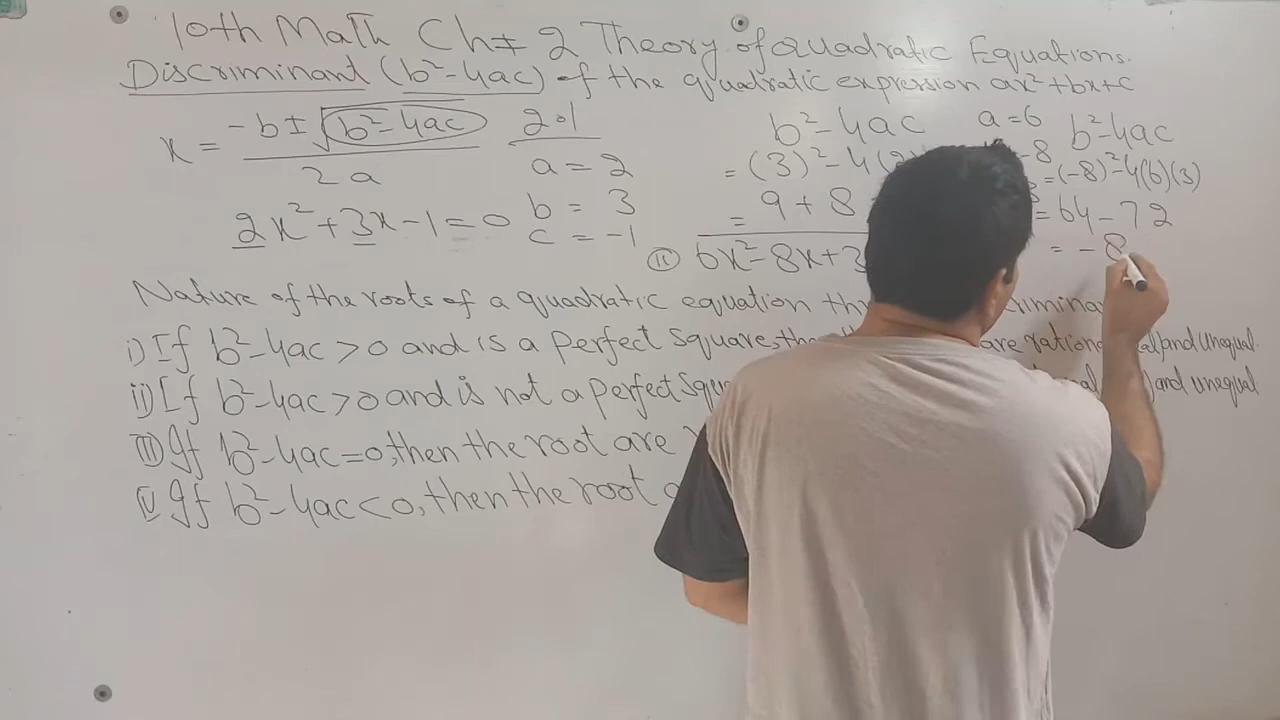 10th Math Ch# 2 Theory of Quadratic Equations.
Discriminant (b²-4ac) of the quadratic expression ax²+bx+c
x = -b ± √b²-4ac / 2a
2x²+3x-1=0
2.1
a = 2
b = 3
c = -1
b²-4ac
= (3)²-4(2
= 9 + 8
(ii) 6x²-8x+3
a=6
-8
b²-4ac
=(-8)²-4(6)(3)
=64-72
= -8
Nature of the roots of a quadratic equation
i) If b²-4ac >0 and is a Perfect Square, are and unequal.
ii) If b²-4ac >0 and is not a perfect and unequal
iii) If b²-4ac=0, then the root are
iv) If b²-4ac<0, then the root